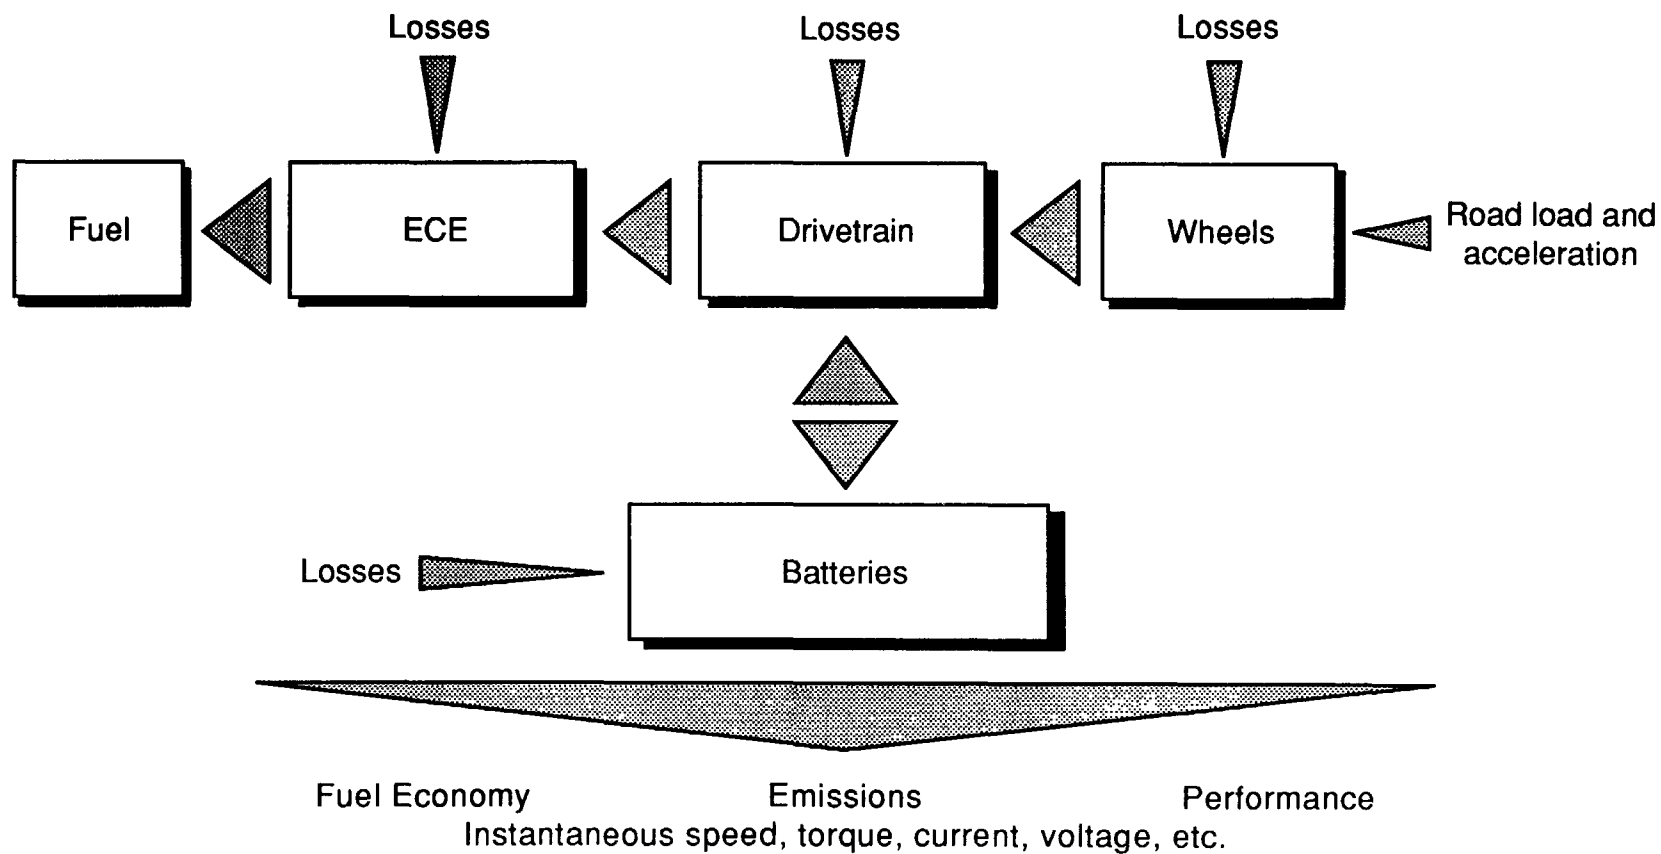 Losses
Losses
Losses
Fuel
ECE
Drivetrain
Wheels
Road load and
acceleration
Losses
Batteries
Fuel Economy
Emissions
Performance
Instantaneous speed, torque, current, voltage, etc.